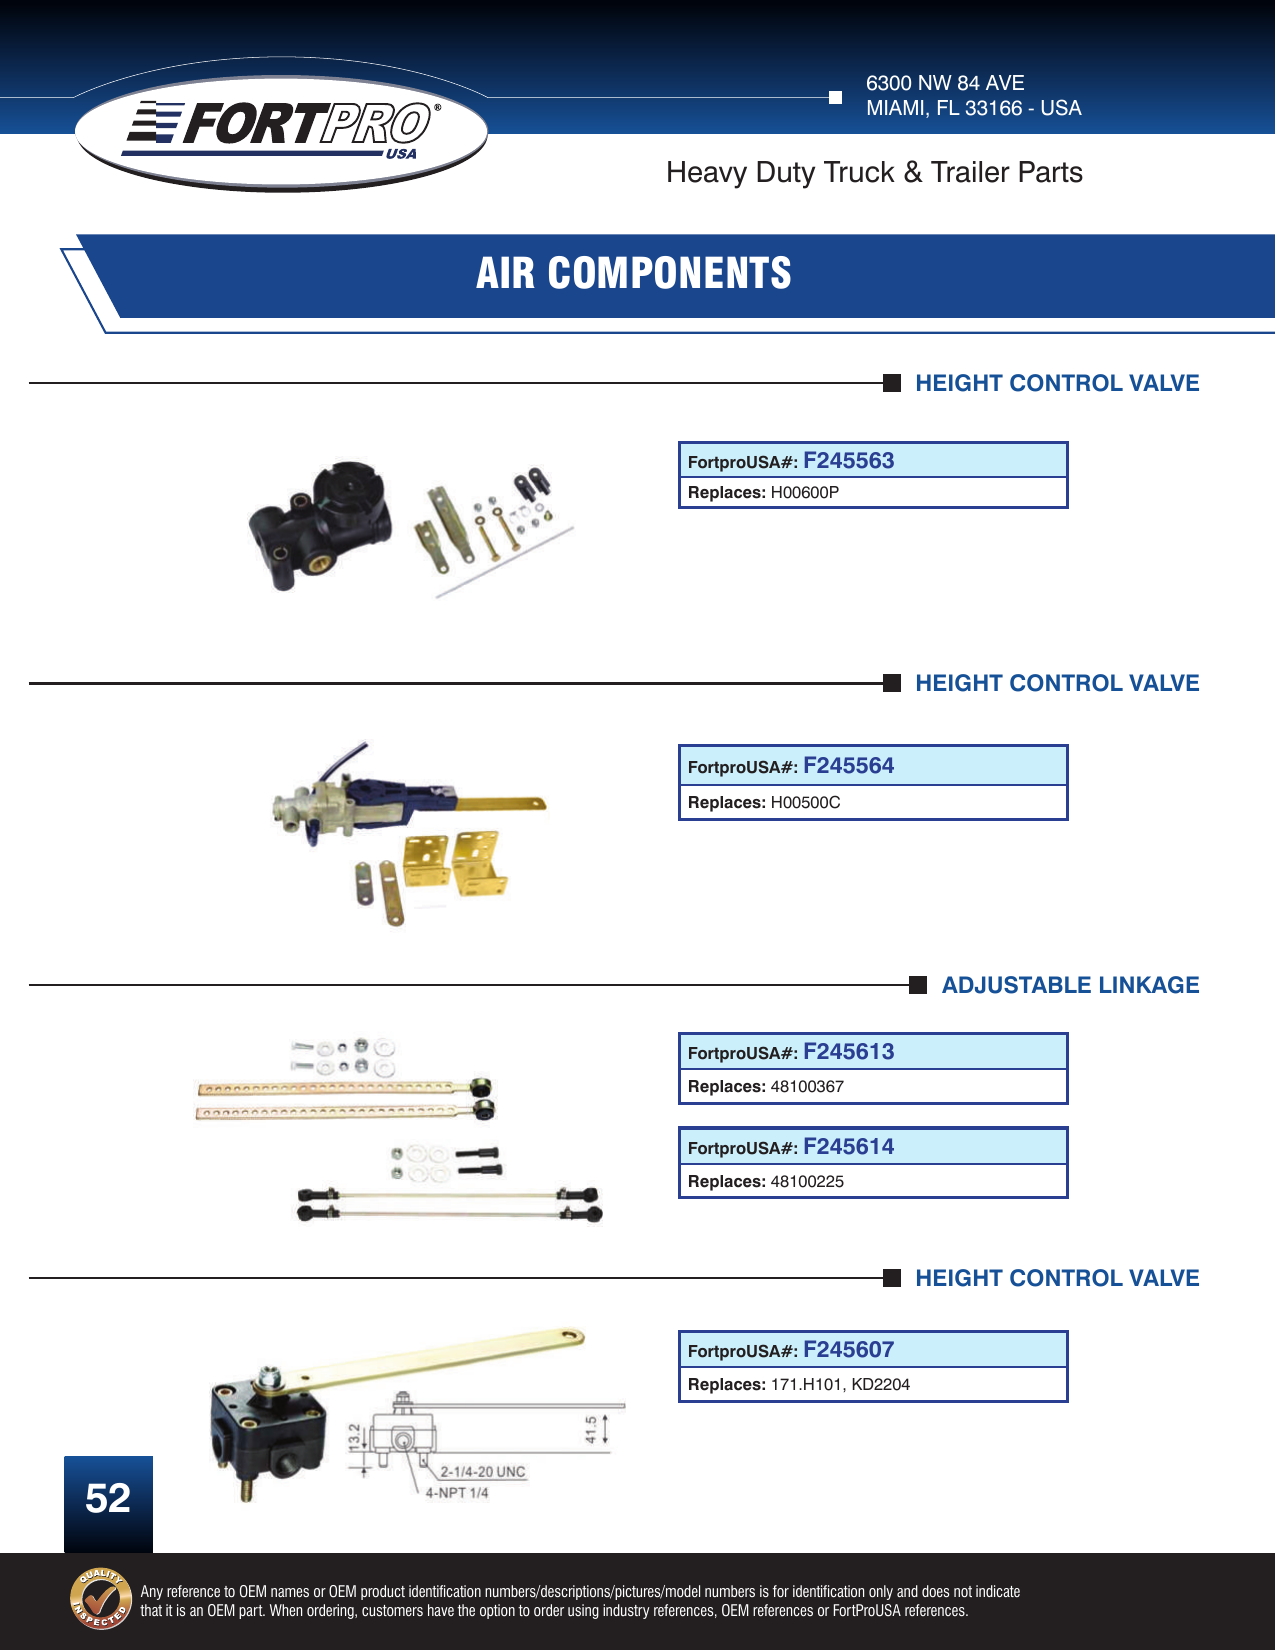 FORTPRO®
USA
6300 NW 84 AVE
MIAMI, FL 33166 - USA
Heavy Duty Truck & Trailer Parts
AIR COMPONENTS
HEIGHT CONTROL VALVE
FortproUSA#: F245563
Replaces: H00600P
HEIGHT CONTROL VALVE
FortproUSA#: F245564
Replaces: H00500C
ADJUSTABLE LINKAGE
FortproUSA#: F245613
Replaces: 48100367
FortproUSA#: F245614
Replaces: 48100225
HEIGHT CONTROL VALVE
FortproUSA#: F245607
Replaces: 171.H101, KD2204
13.2
41.5
2-1/4-20 UNC
4-NPT 1/4
52
QUALITY
INSPECTED
Any reference to OEM names or OEM product identification numbers/descriptions/pictures/model numbers is for identification only and does not indicate
that it is an OEM part. When ordering, customers have the option to order using industry references, OEM references or FortProUSA references.